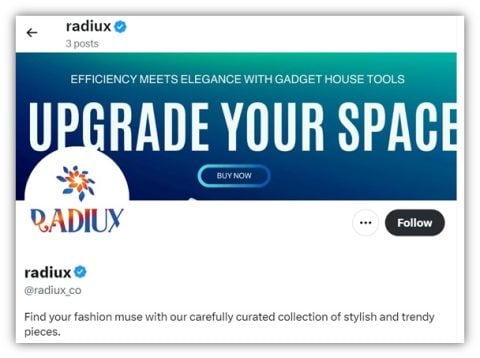 radiux
3 posts
EFFICIENCY MEETS ELEGANCE WITH GADGET HOUSE TOOLS
UPGRADE YOUR SPACE
BUY NOW
RADIUX
Follow
radiux
@radiux_co
Find your fashion muse with our carefully curated collection of stylish and trendy
pieces.